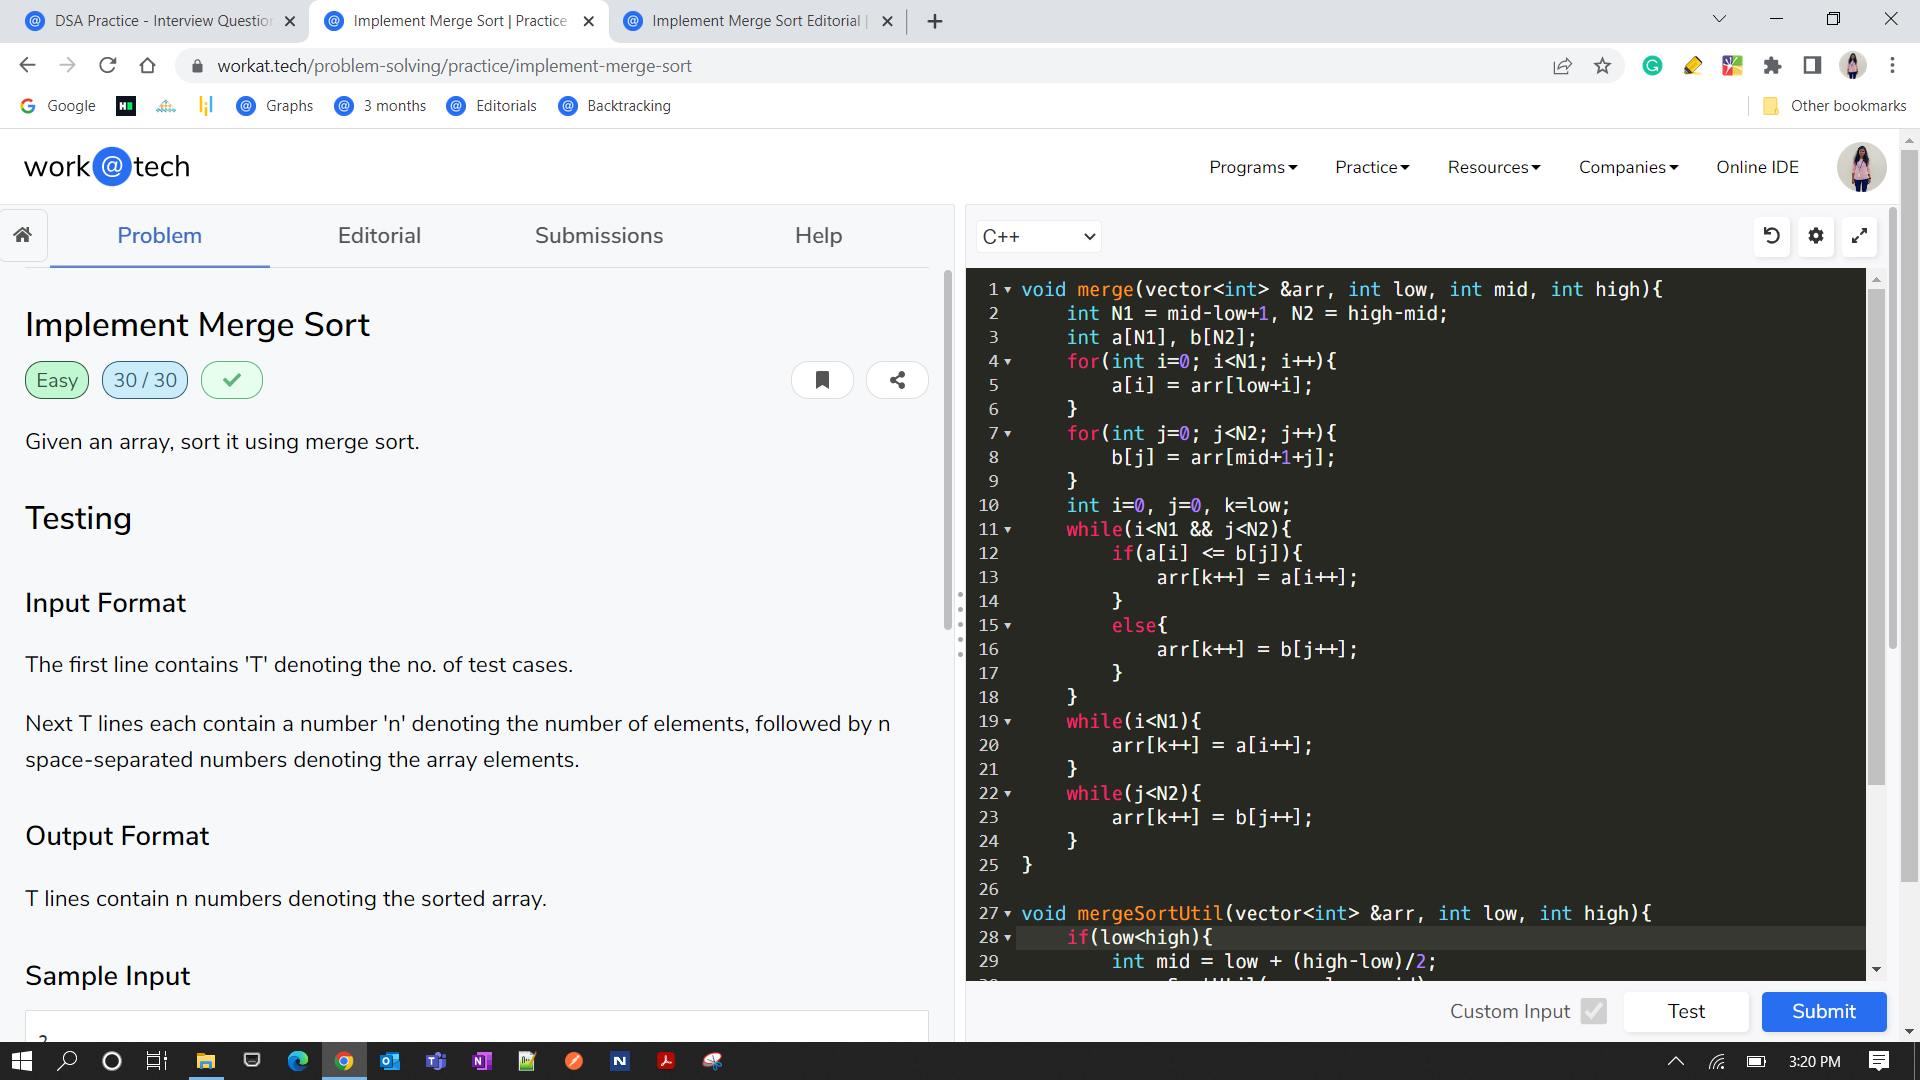 DSA Practice - Interview Question
Implement Merge Sort | Practice
Implement Merge Sort Editorial |
workat.tech/problem-solving/practice/implement-merge-sort
Google
Graphs
3 months
Editorials
Backtracking
Other bookmarks
work@tech
Programs
Practice
Resources
Companies
Online IDE
Problem
Editorial
Submissions
Help
Implement Merge Sort
Easy
30 / 30
Given an array, sort it using merge sort.
Testing
Input Format
The first line contains 'T' denoting the no. of test cases.
Next T lines each contain a number 'n' denoting the number of elements, followed by n
space-separated numbers denoting the array elements.
Output Format
T lines contain n numbers denoting the sorted array.
Sample Input
C++
1 void merge(vector<int> &arr, int low, int mid, int high){
2     int N1 = mid-low+1, N2 = high-mid;
3     int a[N1], b[N2];
4     for(int i=0; i<N1; i++){
5         a[i] = arr[low+i];
6     }
7     for(int j=0; j<N2; j++){
8         b[j] = arr[mid+1+j];
9     }
10     int i=0, j=0, k=low;
11     while(i<N1 && j<N2){
12         if(a[i] <= b[j]){
13             arr[k++] = a[i++];
14         }
15         else{
16             arr[k++] = b[j++];
17         }
18     }
19     while(i<N1){
20         arr[k++] = a[i++];
21     }
22     while(j<N2){
23         arr[k++] = b[j++];
24     }
25 }
26
27 void mergeSortUtil(vector<int> &arr, int low, int high){
28     if(low<high){
29         int mid = low + (high-low)/2;
Custom Input
Test
Submit
3:20 PM